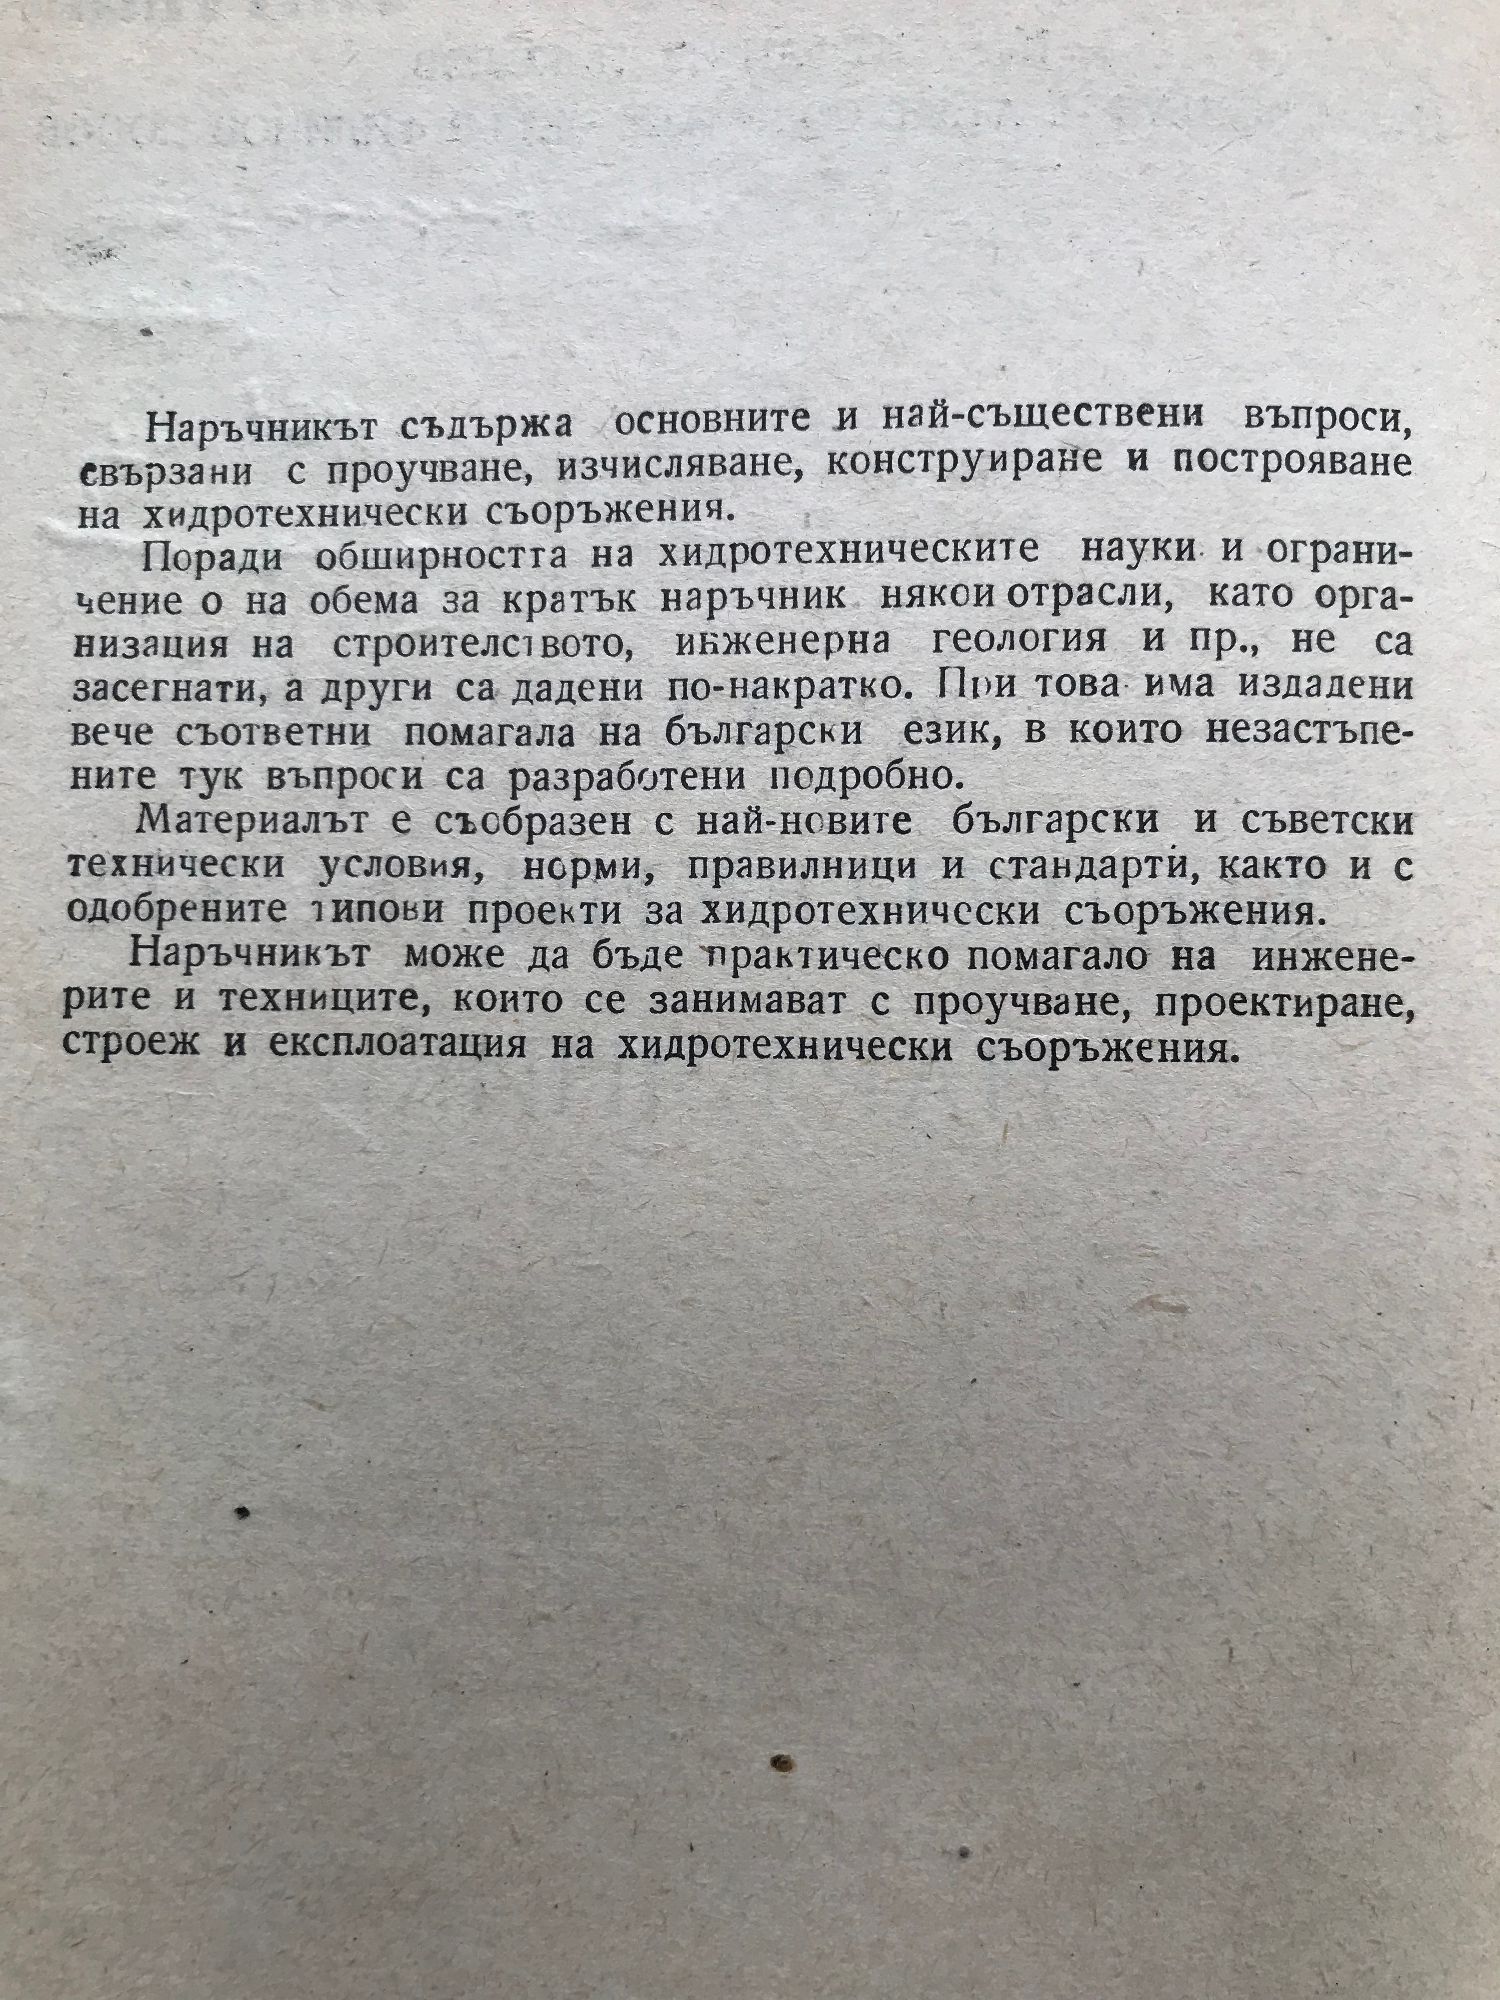 Наръчникът съдържа основните и най-съществени въпроси,
свързани с проучване, изчисляване, конструиране и построяване
на хидротехнически съоръжения.
Поради обширността на хидротехническите науки и ограни-
чение о на обема за кратък наръчник някои отрасли, като орга-
низация на строителството, инженерна геология и пр., не са
засегнати, а други са дадени по-накратко. При това има издадени
вече съответни помагала на български език, в които незастъпе-
ните тук въпроси са разработени подробно.
Материалът е съобразен с най-новите български и съветски
технически условия, норми, правилници и стандарти, както и с
одобрените типови проекти за хидротехнически съоръжения.
Наръчникът може да бъде практическо помагало на инжене-
рите и техниците, които се занимават с проучване, проектиране,
строеж и експлоатация на хидротехнически съоръжения.